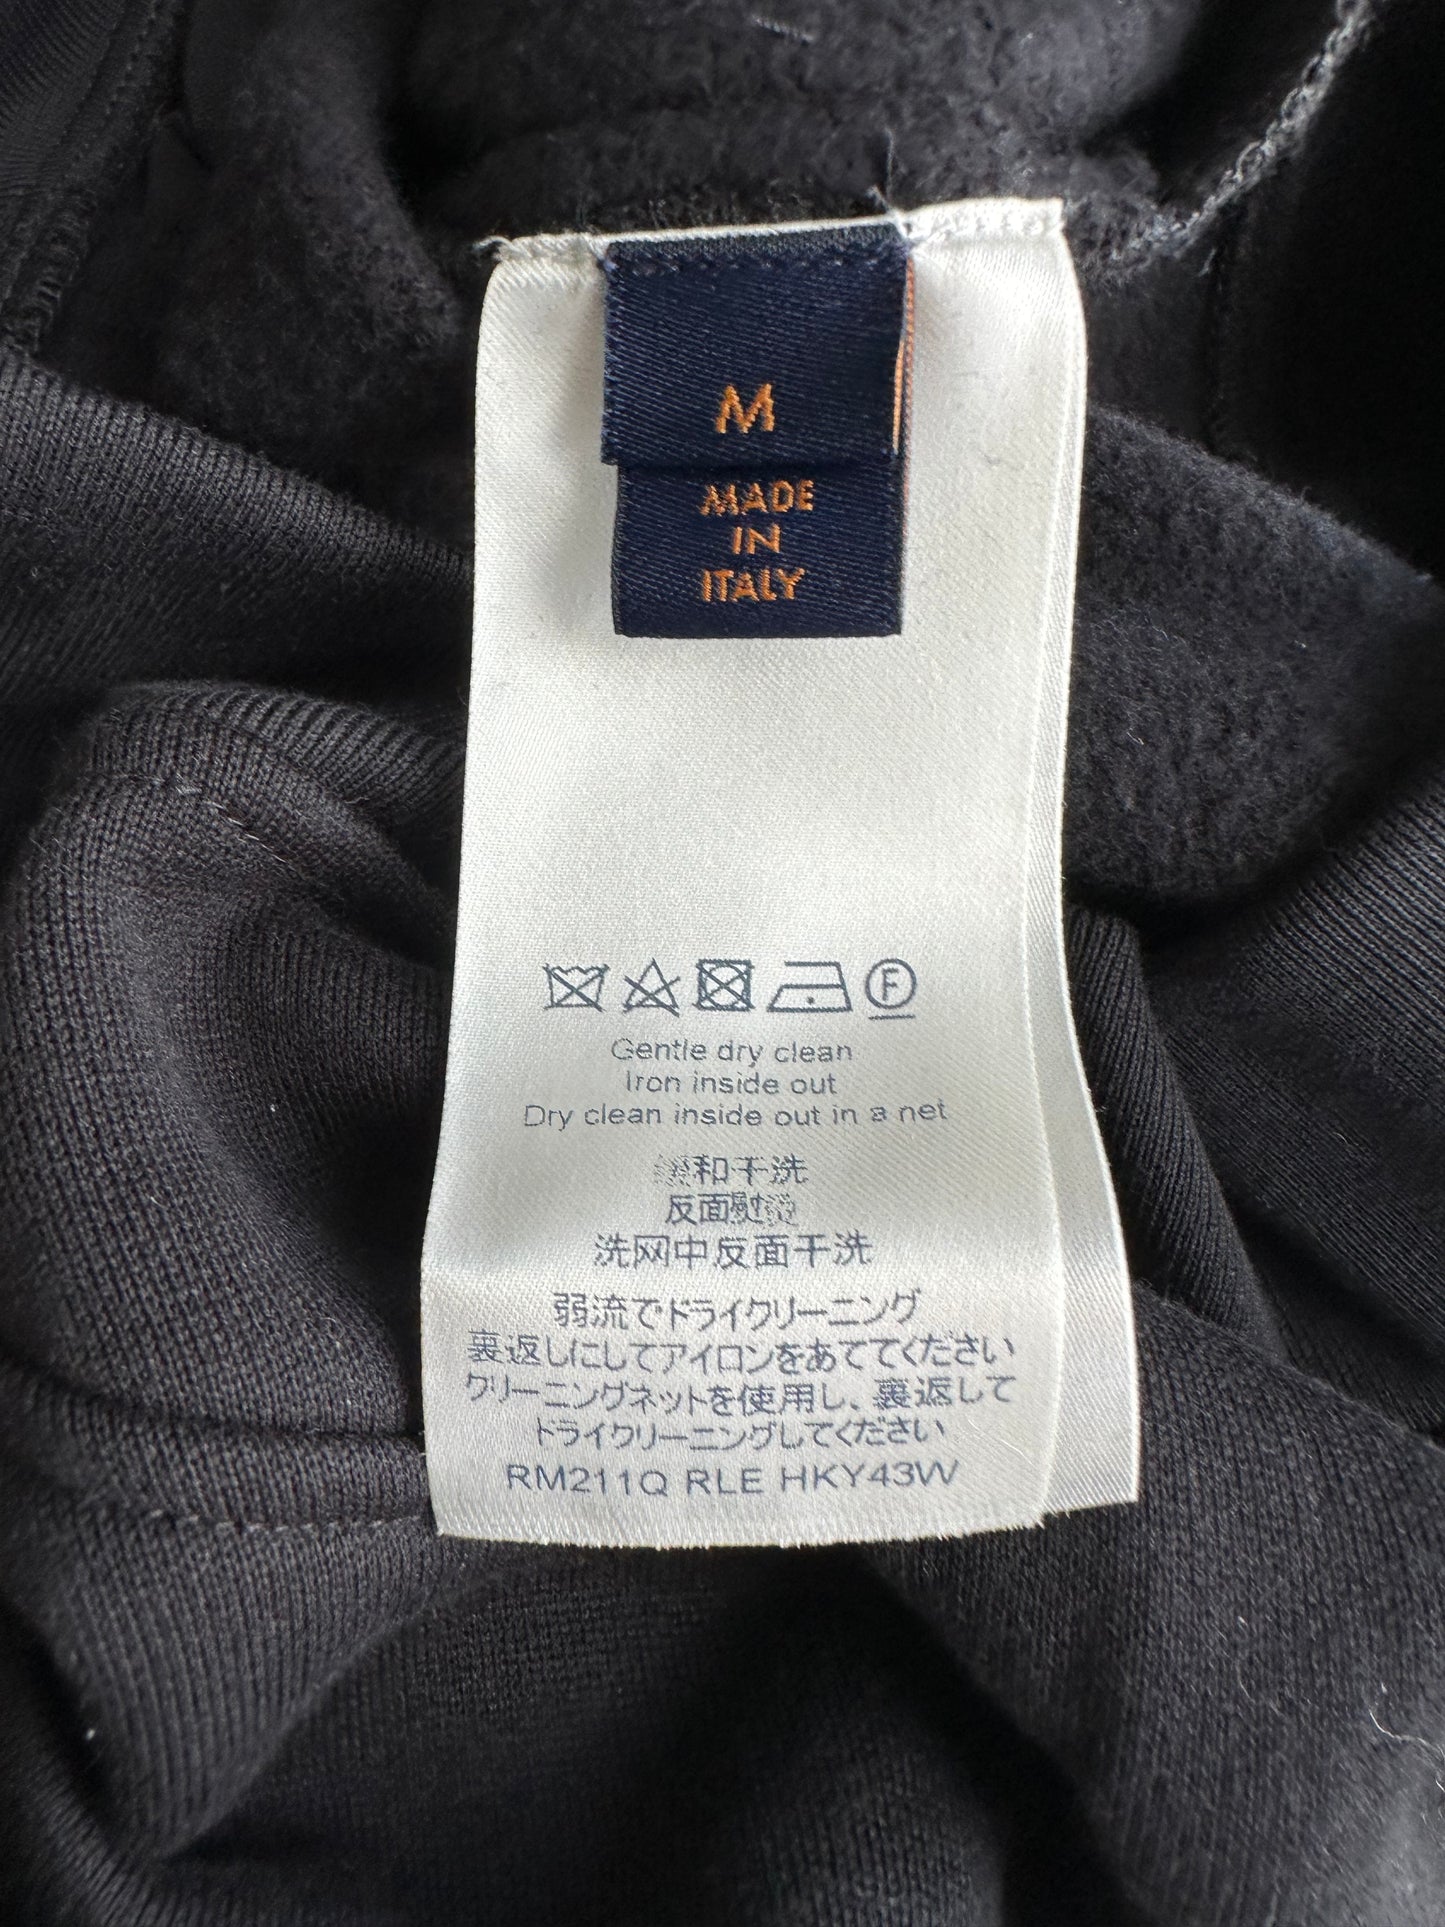 M
MADE
IN
ITALY
F
Gentle dry clean
Iron inside out
Dry clean inside out in a net
缓和干洗
反面熨烫
洗网中反面干洗
弱流でドライクリーニング
裏返しにしてアイロンをあててください
クリーニングネットを使用し、裏返して
ドライクリーニングしてください
RM211Q RLE HKY43W